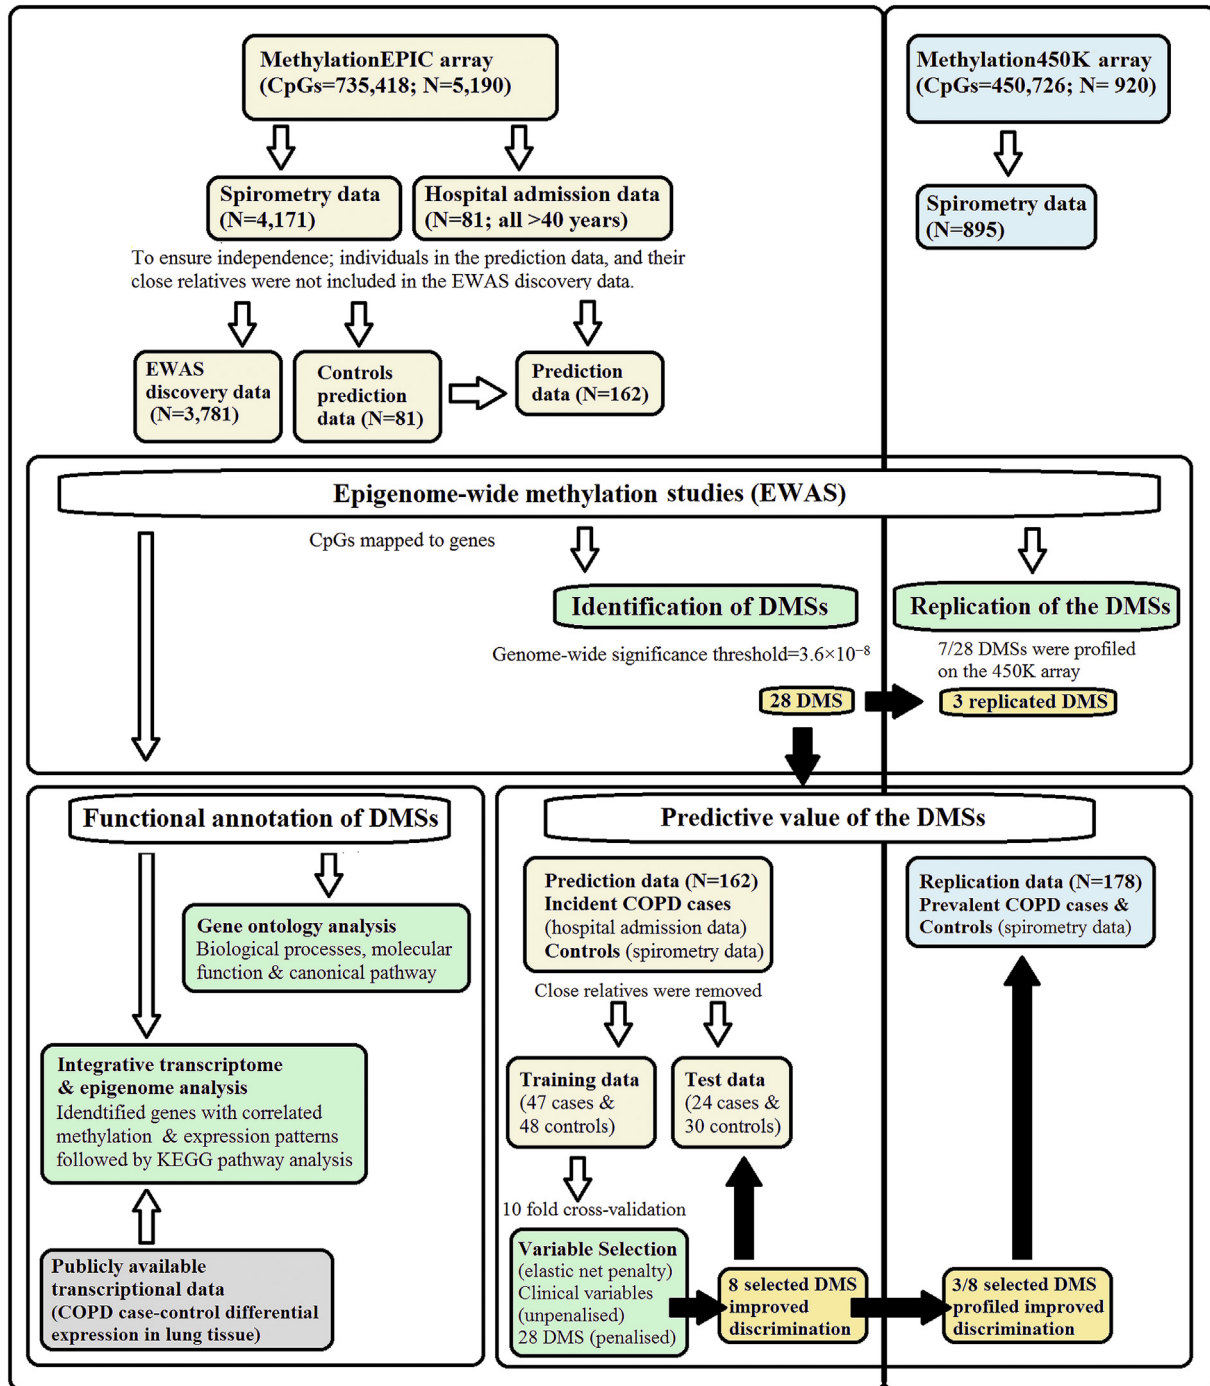 MethylationEPIC array
(CpGs=735,418; N=5,190)
Methylation450K array
(CpGs=450,726; N= 920)
Spirometry data
(N=4,171)
Hospital admission data
(N=81; all >40 years)
Spirometry data
(N=895)
To ensure independence; individuals in the prediction data, and their
close relatives were not included in the EWAS discovery data.
EWAS
discovery data
(N=3,781)
Controls
prediction
data (N=81)
Prediction
data (N=162)
Epigenome-wide methylation studies (EWAS)
CpGs mapped to genes
Identification of DMSs
Replication of the DMSs
Genome-wide significance threshold=3.6×10⁻⁸
7/28 DMSs were profiled
on the 450K array
28 DMS
3 replicated DMS
Functional annotation of DMSs
Gene ontology analysis
Biological processes, molecular
function & canonical pathway
Integrative transcriptome
& epigenome analysis
Idendtified genes with correlated
methylation & expression patterns
followed by KEGG pathway analysis
Publicly available
transcriptional data
(COPD case-control differential
expression in lung tissue)
Predictive value of the DMSs
Prediction data (N=162)
Incident COPD cases
(hospital admission data)
Controls (spirometry data)
Replication data (N=178)
Prevalent COPD cases &
Controls (spirometry data)
Close relatives were removed
Training data
(47 cases &
48 controls)
Test data
(24 cases &
30 controls)
10 fold cross-validation
Variable Selection
(elastic net penalty)
Clinical variables
(unpenalised)
28 DMS (penalised)
8 selected DMS
improved
discrimination
3/8 selected DMS
profiled improved
discrimination